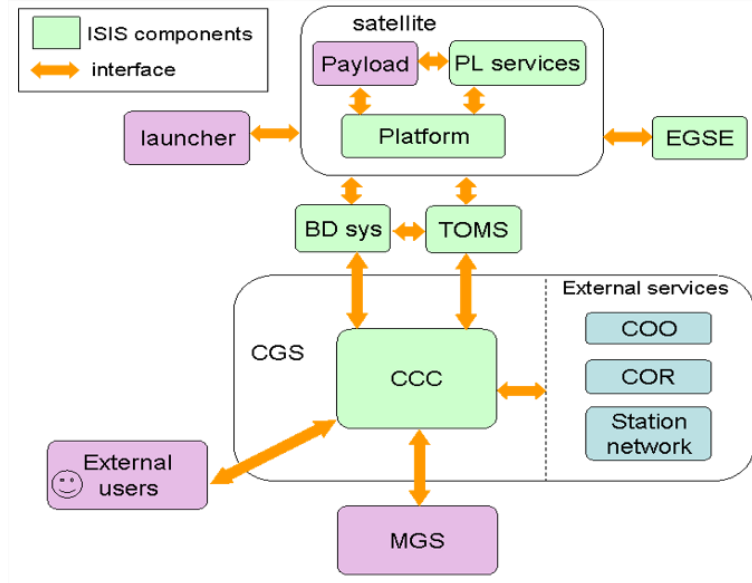 ISIS components
interface
satellite
Payload
PL services
Platform
launcher
EGSE
BD sys
TOMS
External services
CGS
CCC
COO
COR
Station
network
External
users
MGS